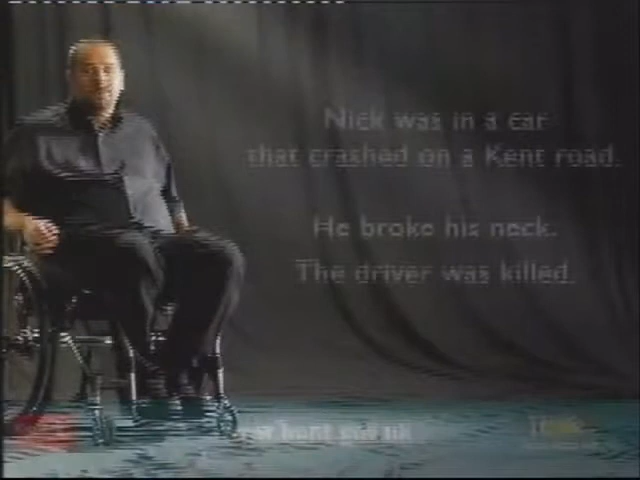 Nick was in a car
that crashed on a Kent road.
He broke his neck.
The driver was killed.